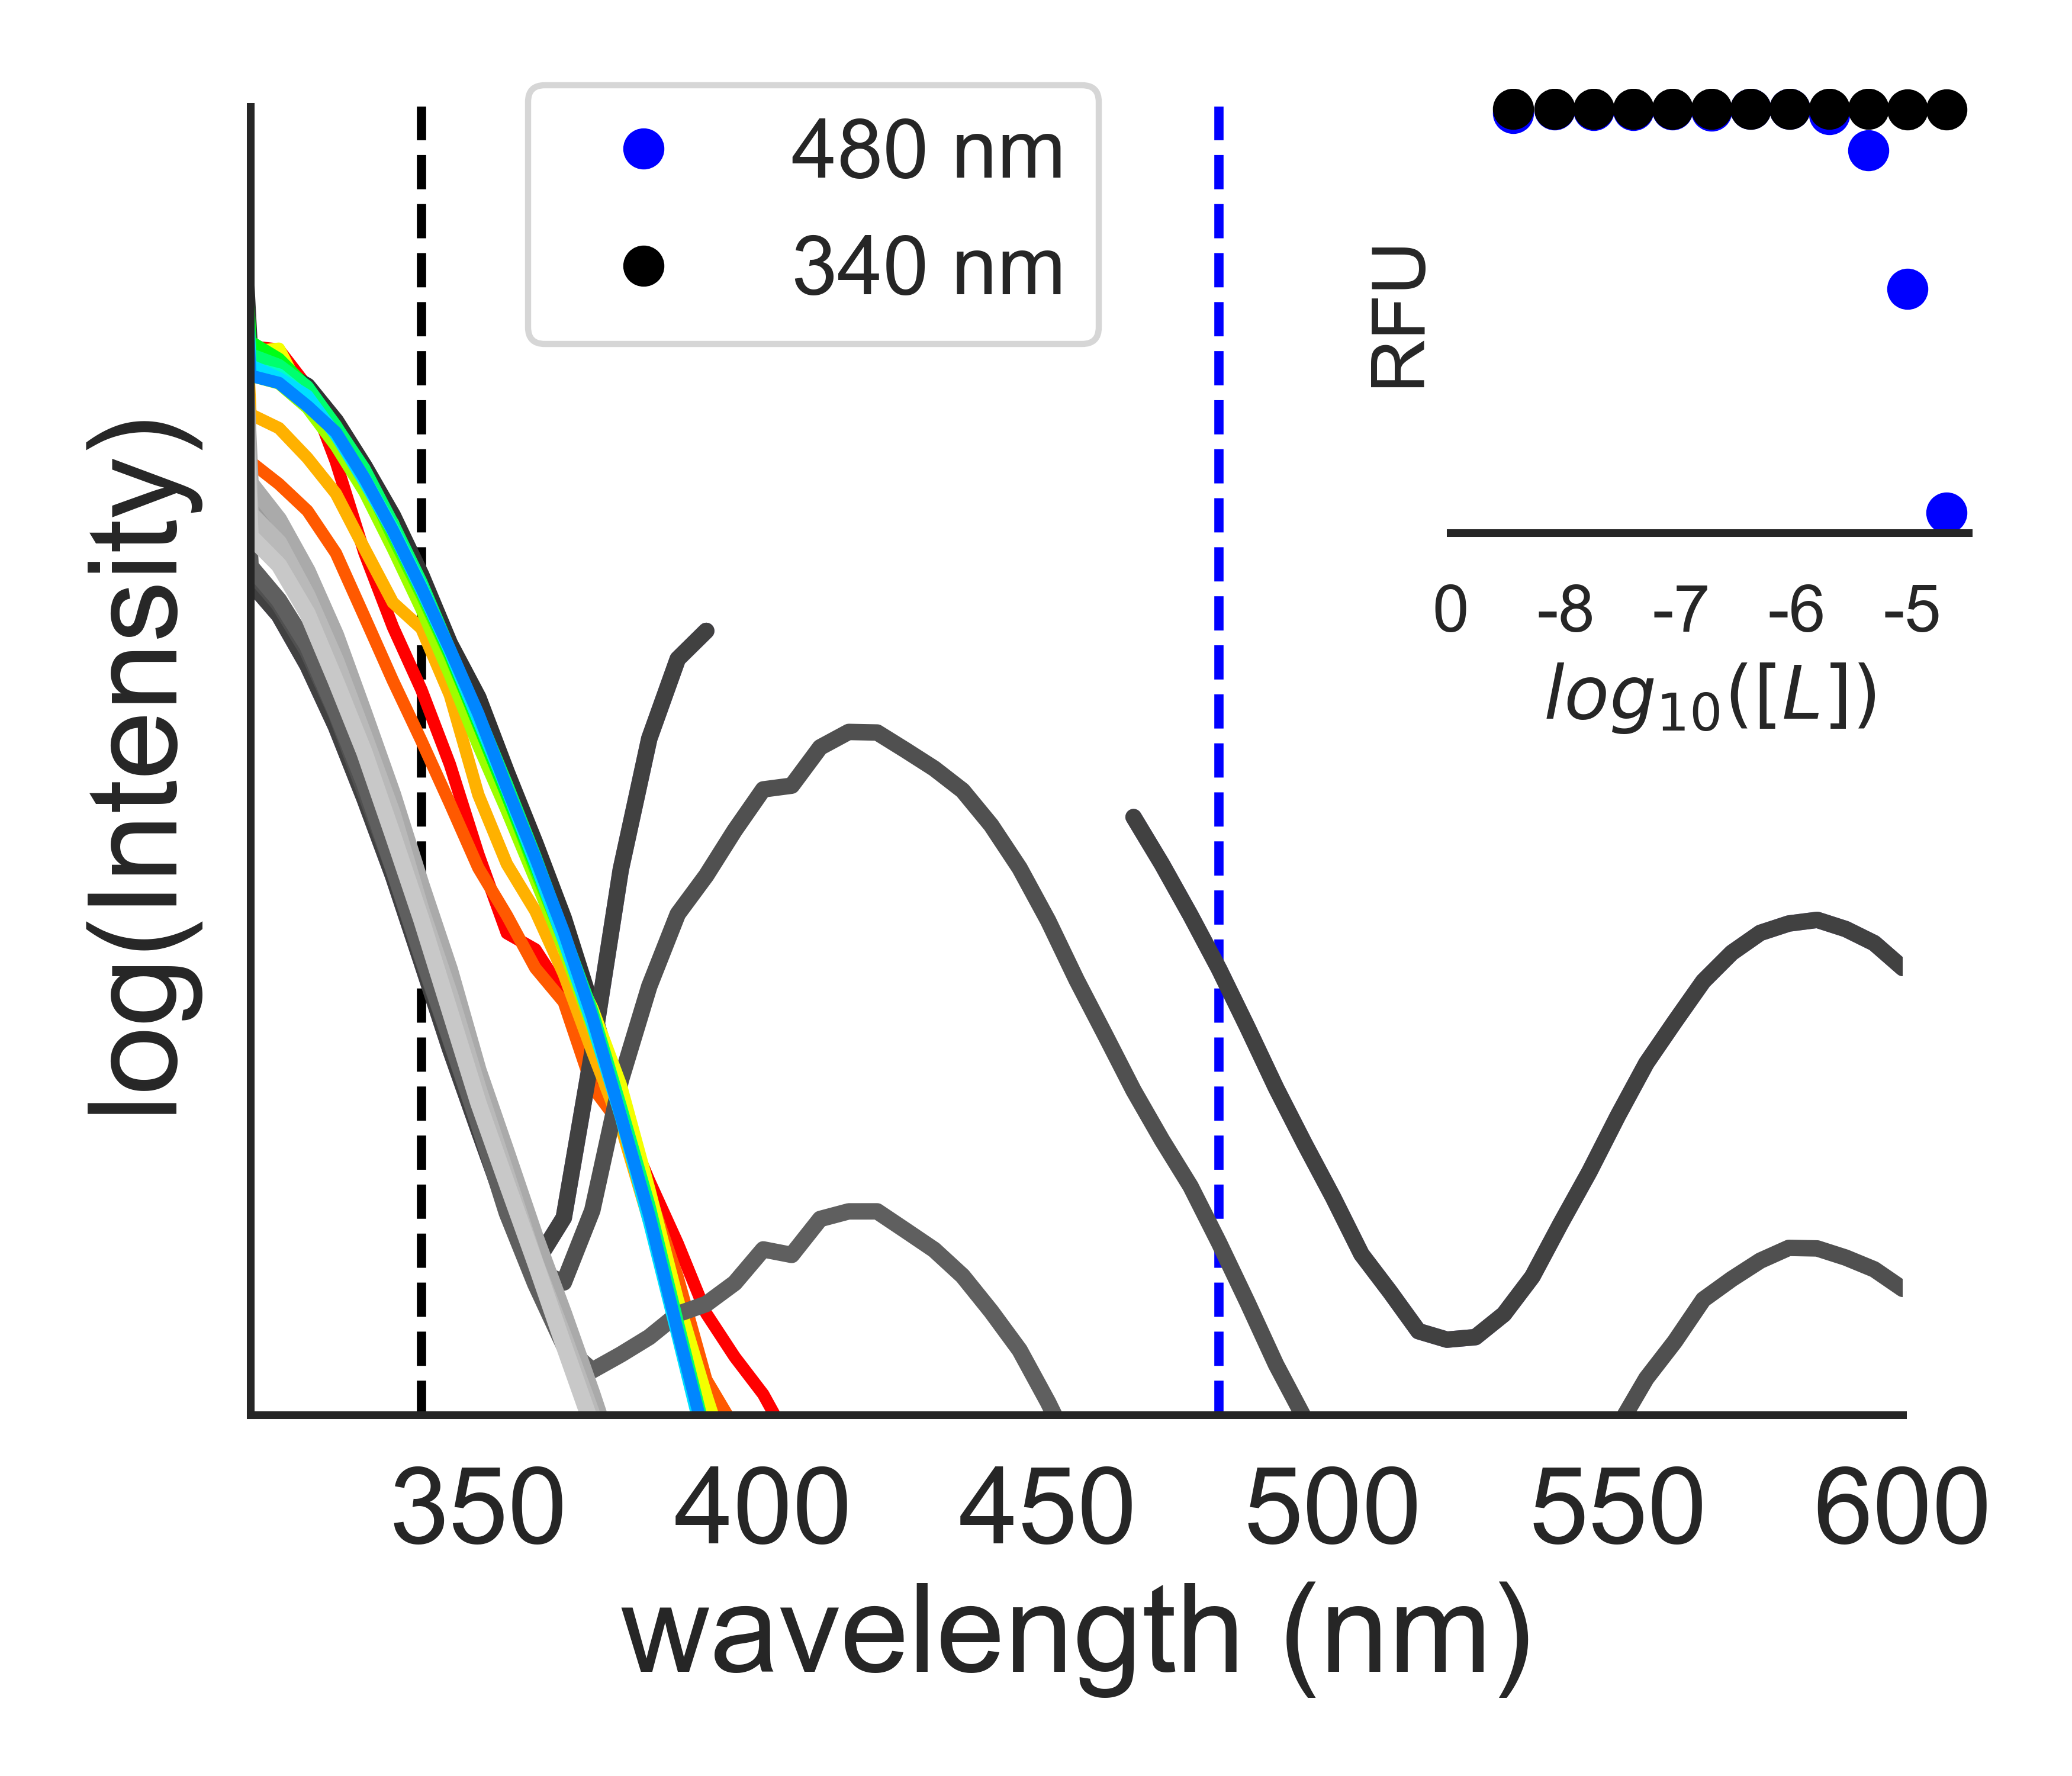 480 nm
340 nm
log(Intensity)
350 400 450 500 550 600
wavelength (nm)
RFU
0 -8 -7 -6 -5
log₁₀([L])